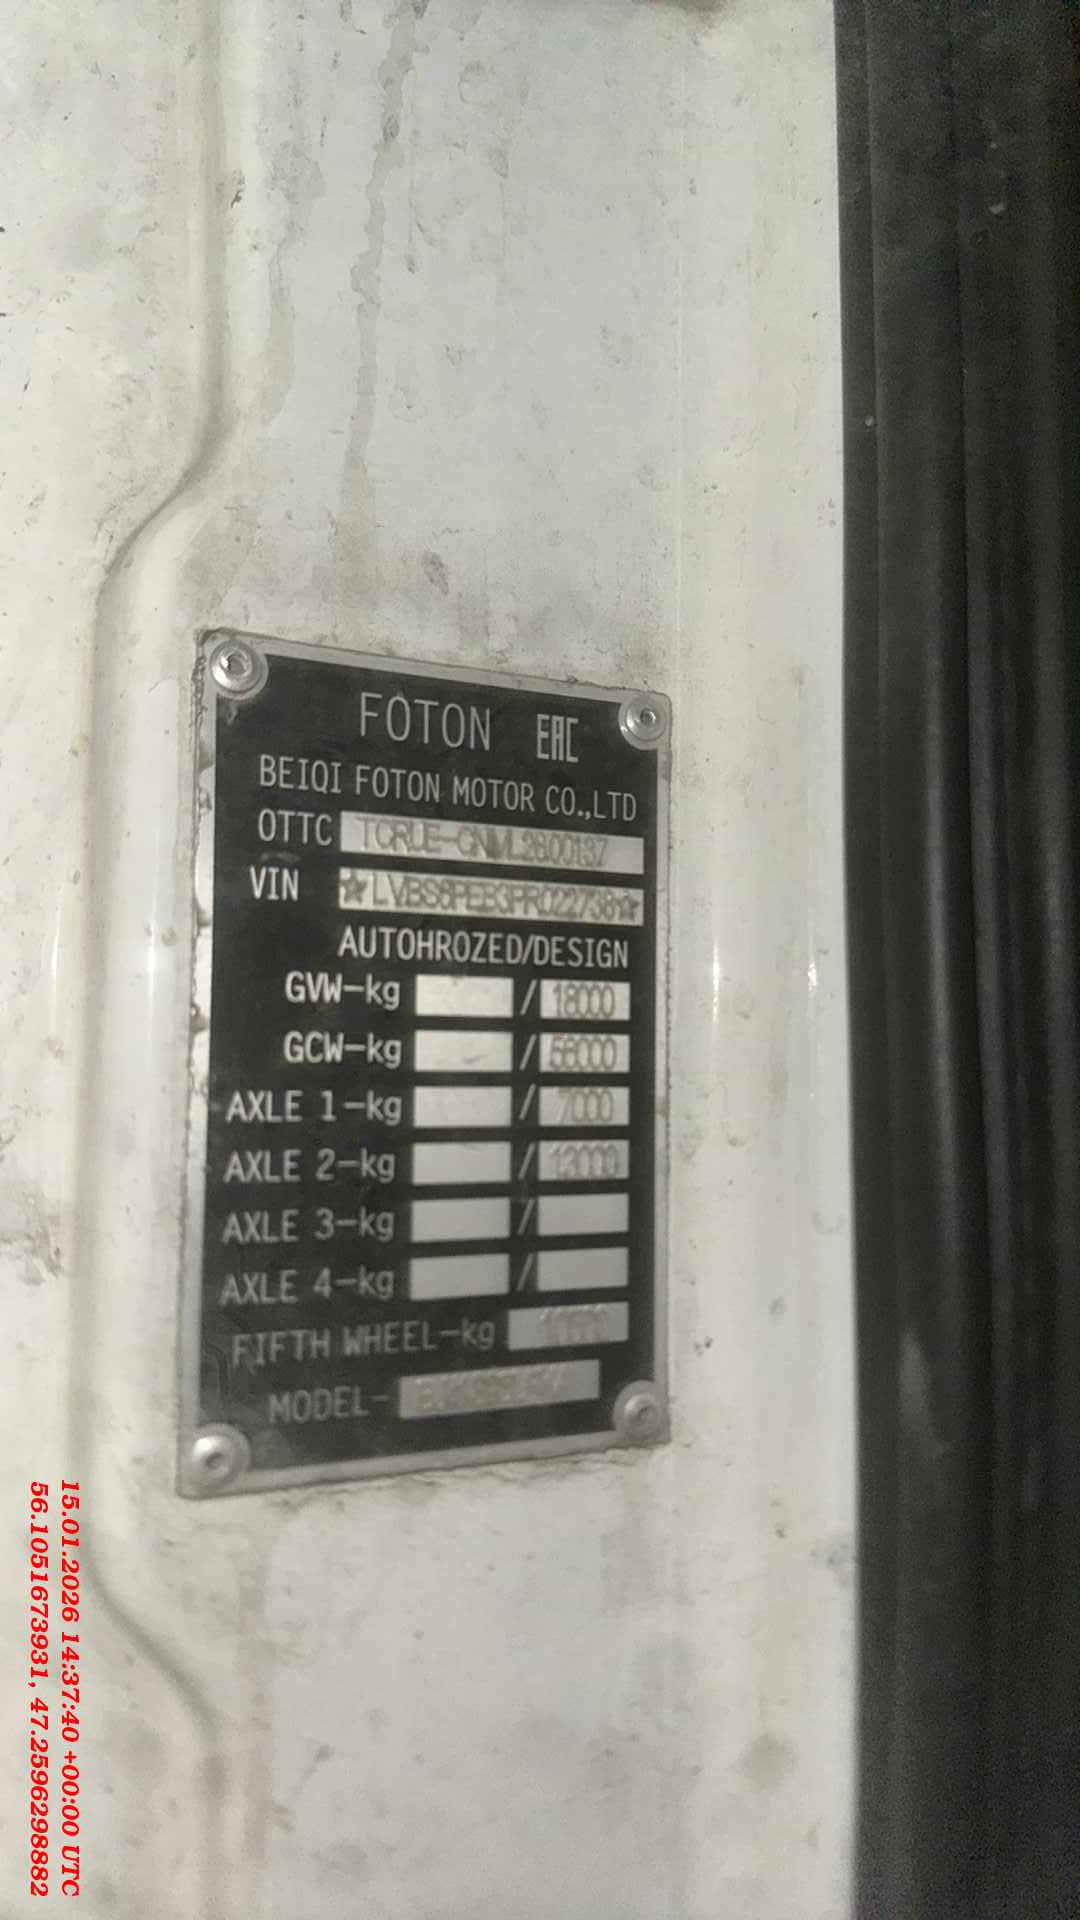 FOTON EAC
BEIQI FOTON MOTOR CO.,LTD
OTTC
VIN ☆LVBS6PEB3PR022738☆
AUTOHROZED/DESIGN
GVW-kg / 18000
GCW-kg / 56000
AXLE 1-kg / 7000
AXLE 2-kg / 13000
AXLE 3-kg /
AXLE 4-kg /
FIFTH WHEEL-kg
MODEL-
15.01.2026 14:37:40 +00:00 UTC
56.1051673931, 47.2596298882